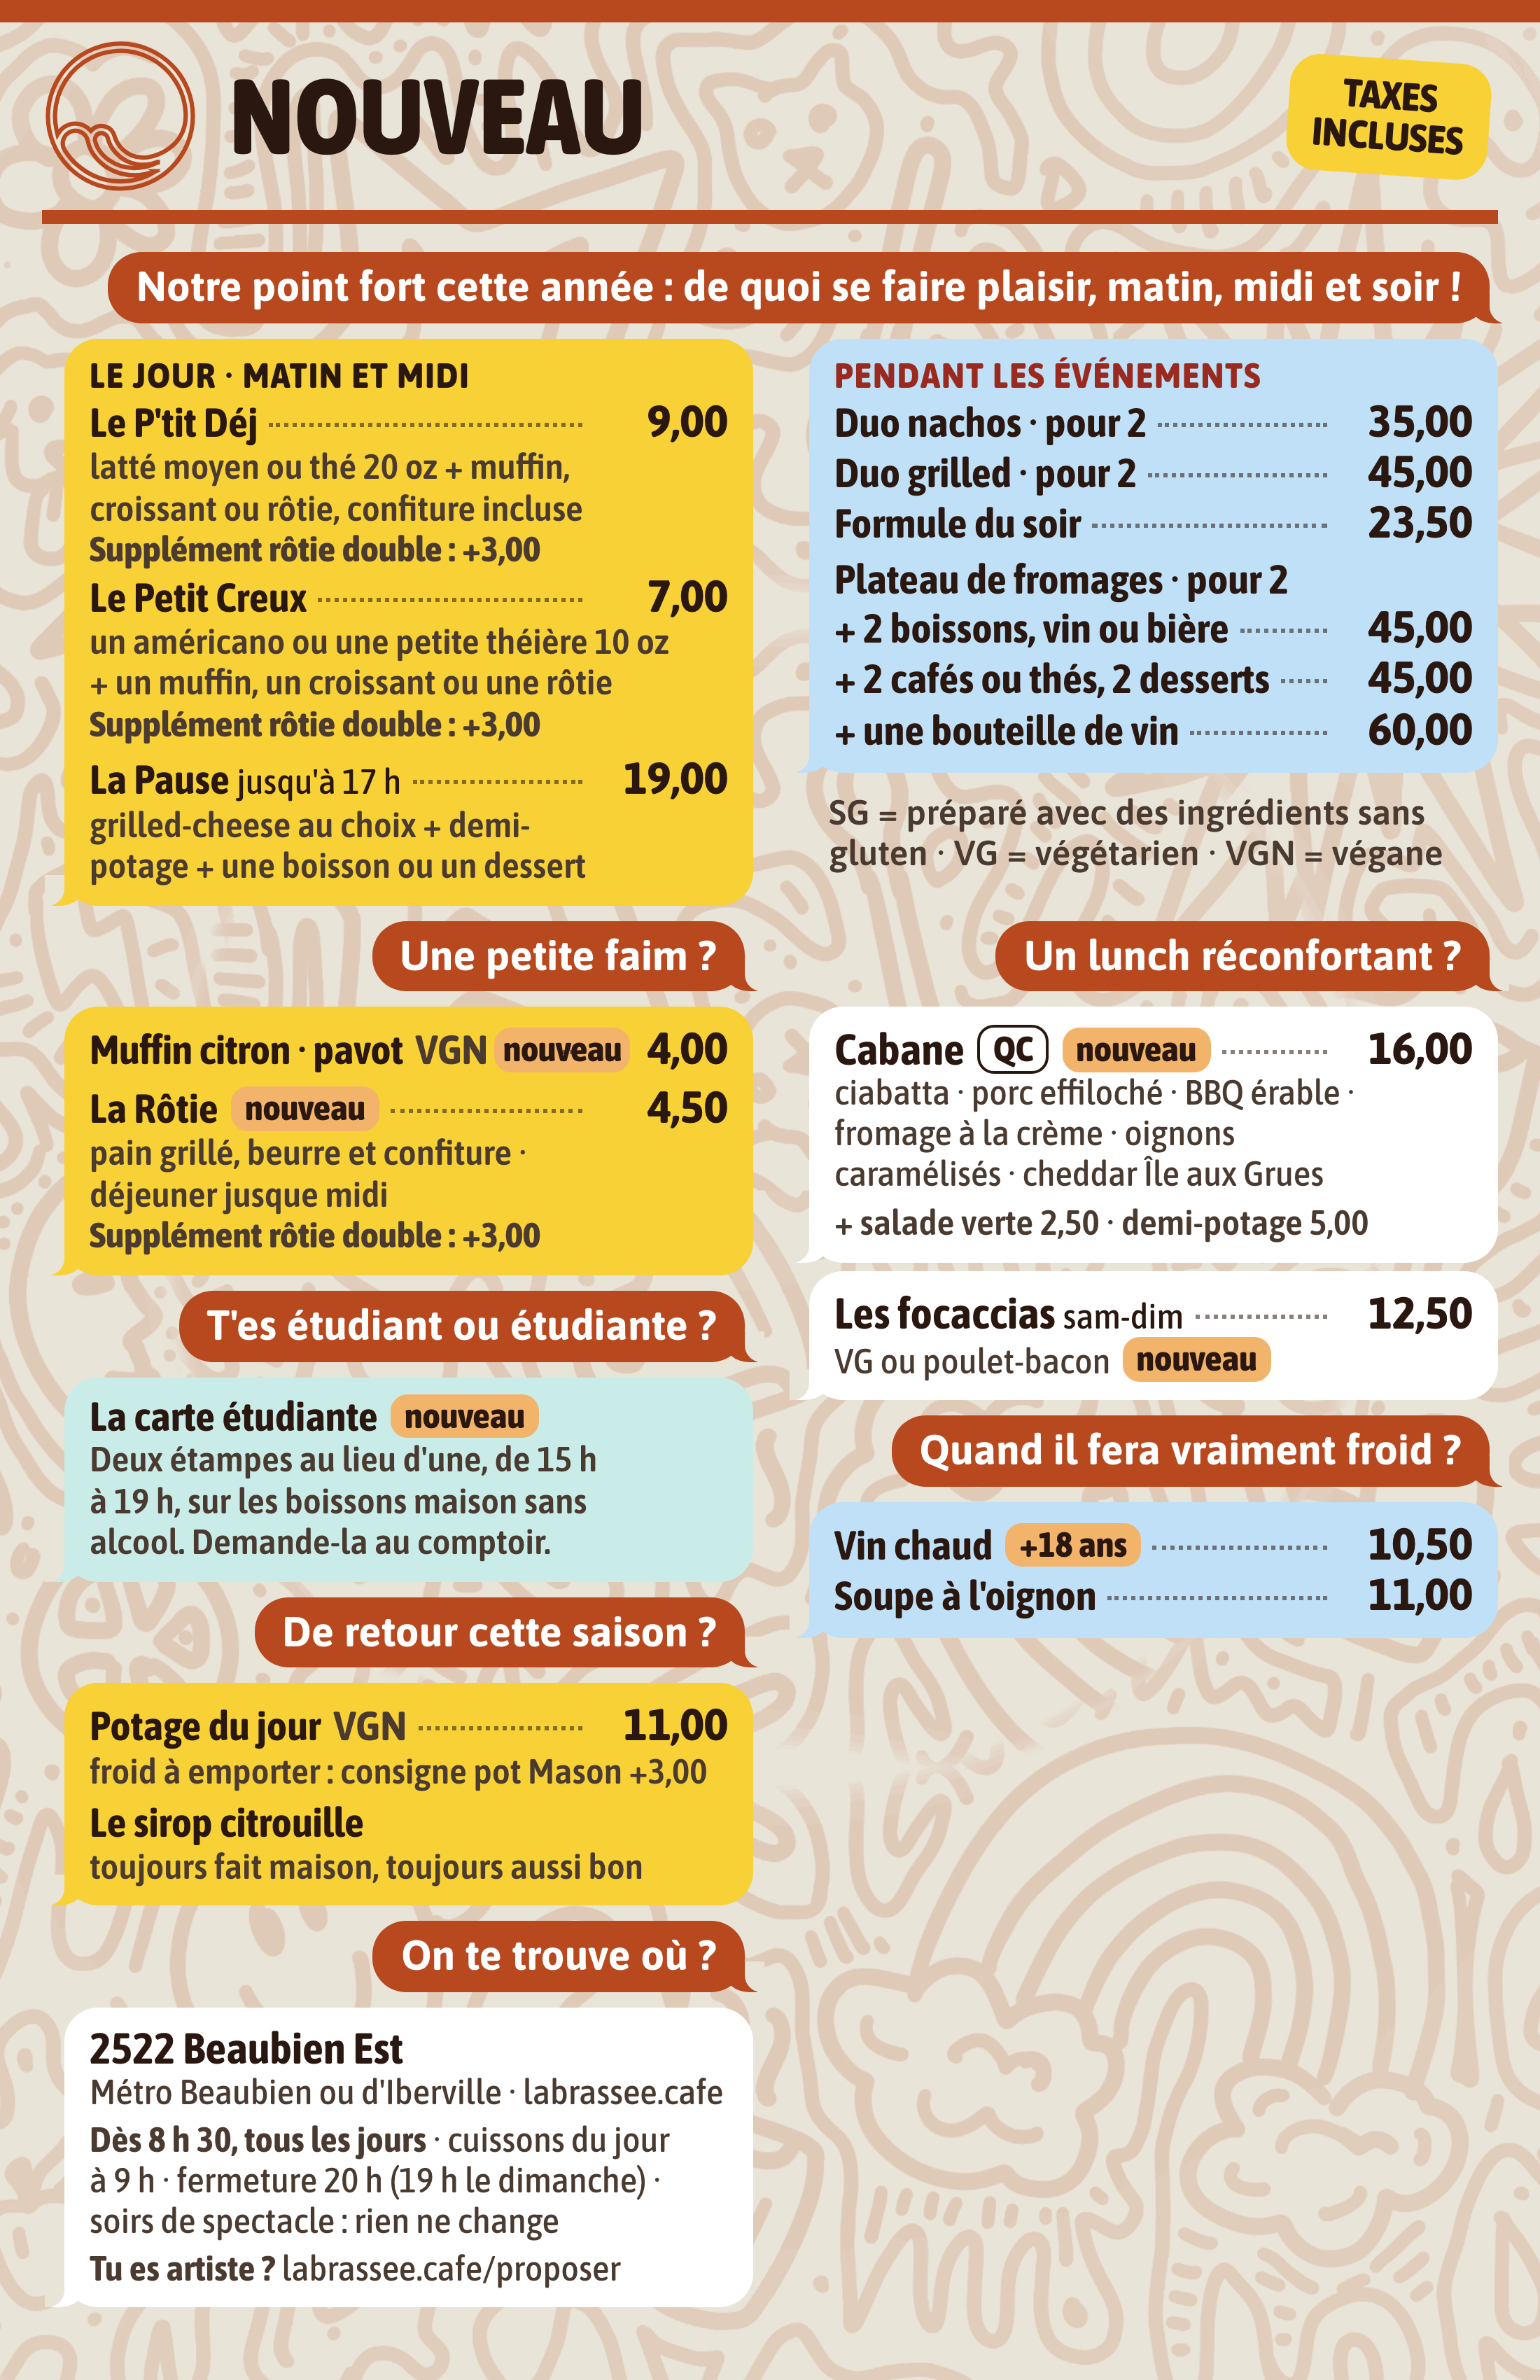 NOUVEAU
TAXES
INCLUSES
Notre point fort cette année : de quoi se faire plaisir, matin, midi et soir !
LE JOUR · MATIN ET MIDI
Le P'tit Déj 9,00
latté moyen ou thé 20 oz + muffin,
croissant ou rôtie, confiture incluse
Supplément rôtie double : +3,00
Le Petit Creux 7,00
un américano ou une petite théière 10 oz
+ un muffin, un croissant ou une rôtie
Supplément rôtie double : +3,00
La Pause jusqu'à 17 h 19,00
grilled-cheese au choix + demi-
potage + une boisson ou un dessert
PENDANT LES ÉVÉNEMENTS
Duo nachos · pour 2 35,00
Duo grilled · pour 2 45,00
Formule du soir 23,50
Plateau de fromages · pour 2
+ 2 boissons, vin ou bière 45,00
+ 2 cafés ou thés, 2 desserts 45,00
+ une bouteille de vin 60,00
SG = préparé avec des ingrédients sans
gluten · VG = végétarien · VGN = végane
Une petite faim ?
Muffin citron · pavot VGN nouveau 4,00
La Rôtie nouveau 4,50
pain grillé, beurre et confiture ·
déjeuner jusque midi
Supplément rôtie double : +3,00
T'es étudiant ou étudiante ?
La carte étudiante nouveau
Deux étampes au lieu d'une, de 15 h
à 19 h, sur les boissons maison sans
alcool. Demande-la au comptoir.
De retour cette saison ?
Potage du jour VGN 11,00
froid à emporter : consigne pot Mason +3,00
Le sirop citrouille
toujours fait maison, toujours aussi bon
On te trouve où ?
2522 Beaubien Est
Métro Beaubien ou d'Iberville · labrassee.cafe
Dès 8 h 30, tous les jours · cuissons du jour
à 9 h · fermeture 20 h (19 h le dimanche) ·
soirs de spectacle : rien ne change
Tu es artiste ? labrassee.cafe/proposer
Un lunch réconfortant ?
Cabane QC nouveau 16,00
ciabatta · porc effiloché · BBQ érable ·
fromage à la crème · oignons
caramélisés · cheddar Île aux Grues
+ salade verte 2,50 · demi-potage 5,00
Les focaccias sam-dim 12,50
VG ou poulet-bacon nouveau
Quand il fera vraiment froid ?
Vin chaud +18 ans 10,50
Soupe à l'oignon 11,00